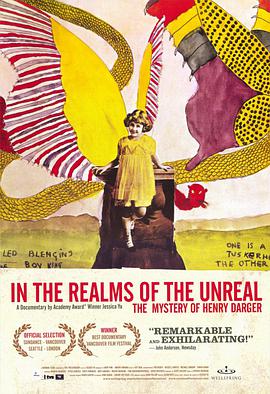 LED BLENGINS
BOY KING
ONE IS A
TUSKERHO
THE OTHER
IN THE REALMS OF THE UNREAL
THE MYSTERY OF HENRY DARGER
A Documentary by Academy Award® Winner Jessica Yu
OFFICIAL SELECTION
SUNDANCE - VANCOUVER
SEATTLE - LONDON
WINNER
BEST DOCUMENTARY
VANCOUVER FILM FESTIVAL
"REMARKABLE
AND EXHILARATING!"
— John Anderson, Newsday
WELLSPRING